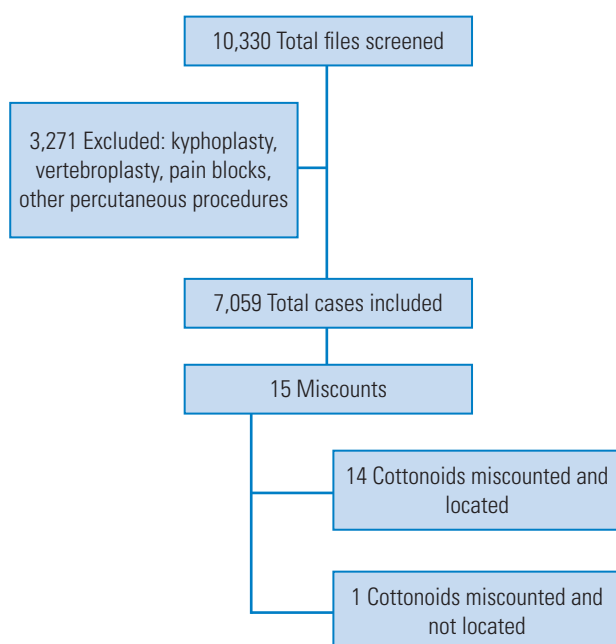 10,330 Total files screened
3,271 Excluded: kyphoplasty,
vertebroplasty, pain blocks,
other percutaneous procedures
7,059 Total cases included
15 Miscounts
14 Cottonoids miscounted and
located
1 Cottonoids miscounted and
not located